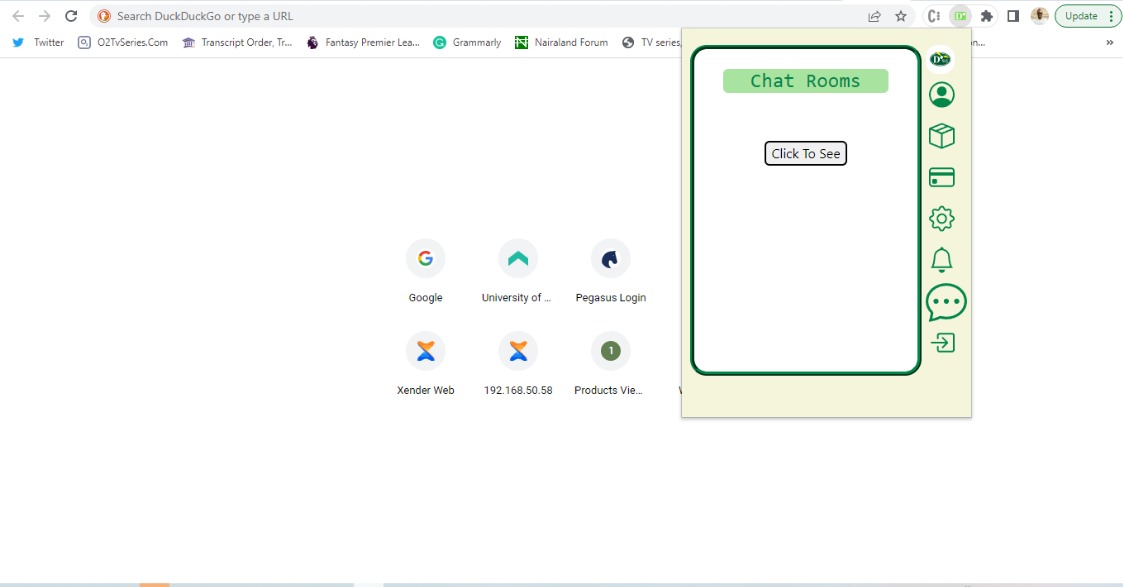 Search DuckDuckGo or type a URL
Update
Twitter
O2TvSeries.Com
Transcript Order, Tr...
Fantasy Premier Lea...
Grammarly
Nairaland Forum
TV series,
n...
Chat Rooms
Click To See
Google
University of ...
Pegasus Login
1
Xender Web
192.168.50.58
Products Vie...